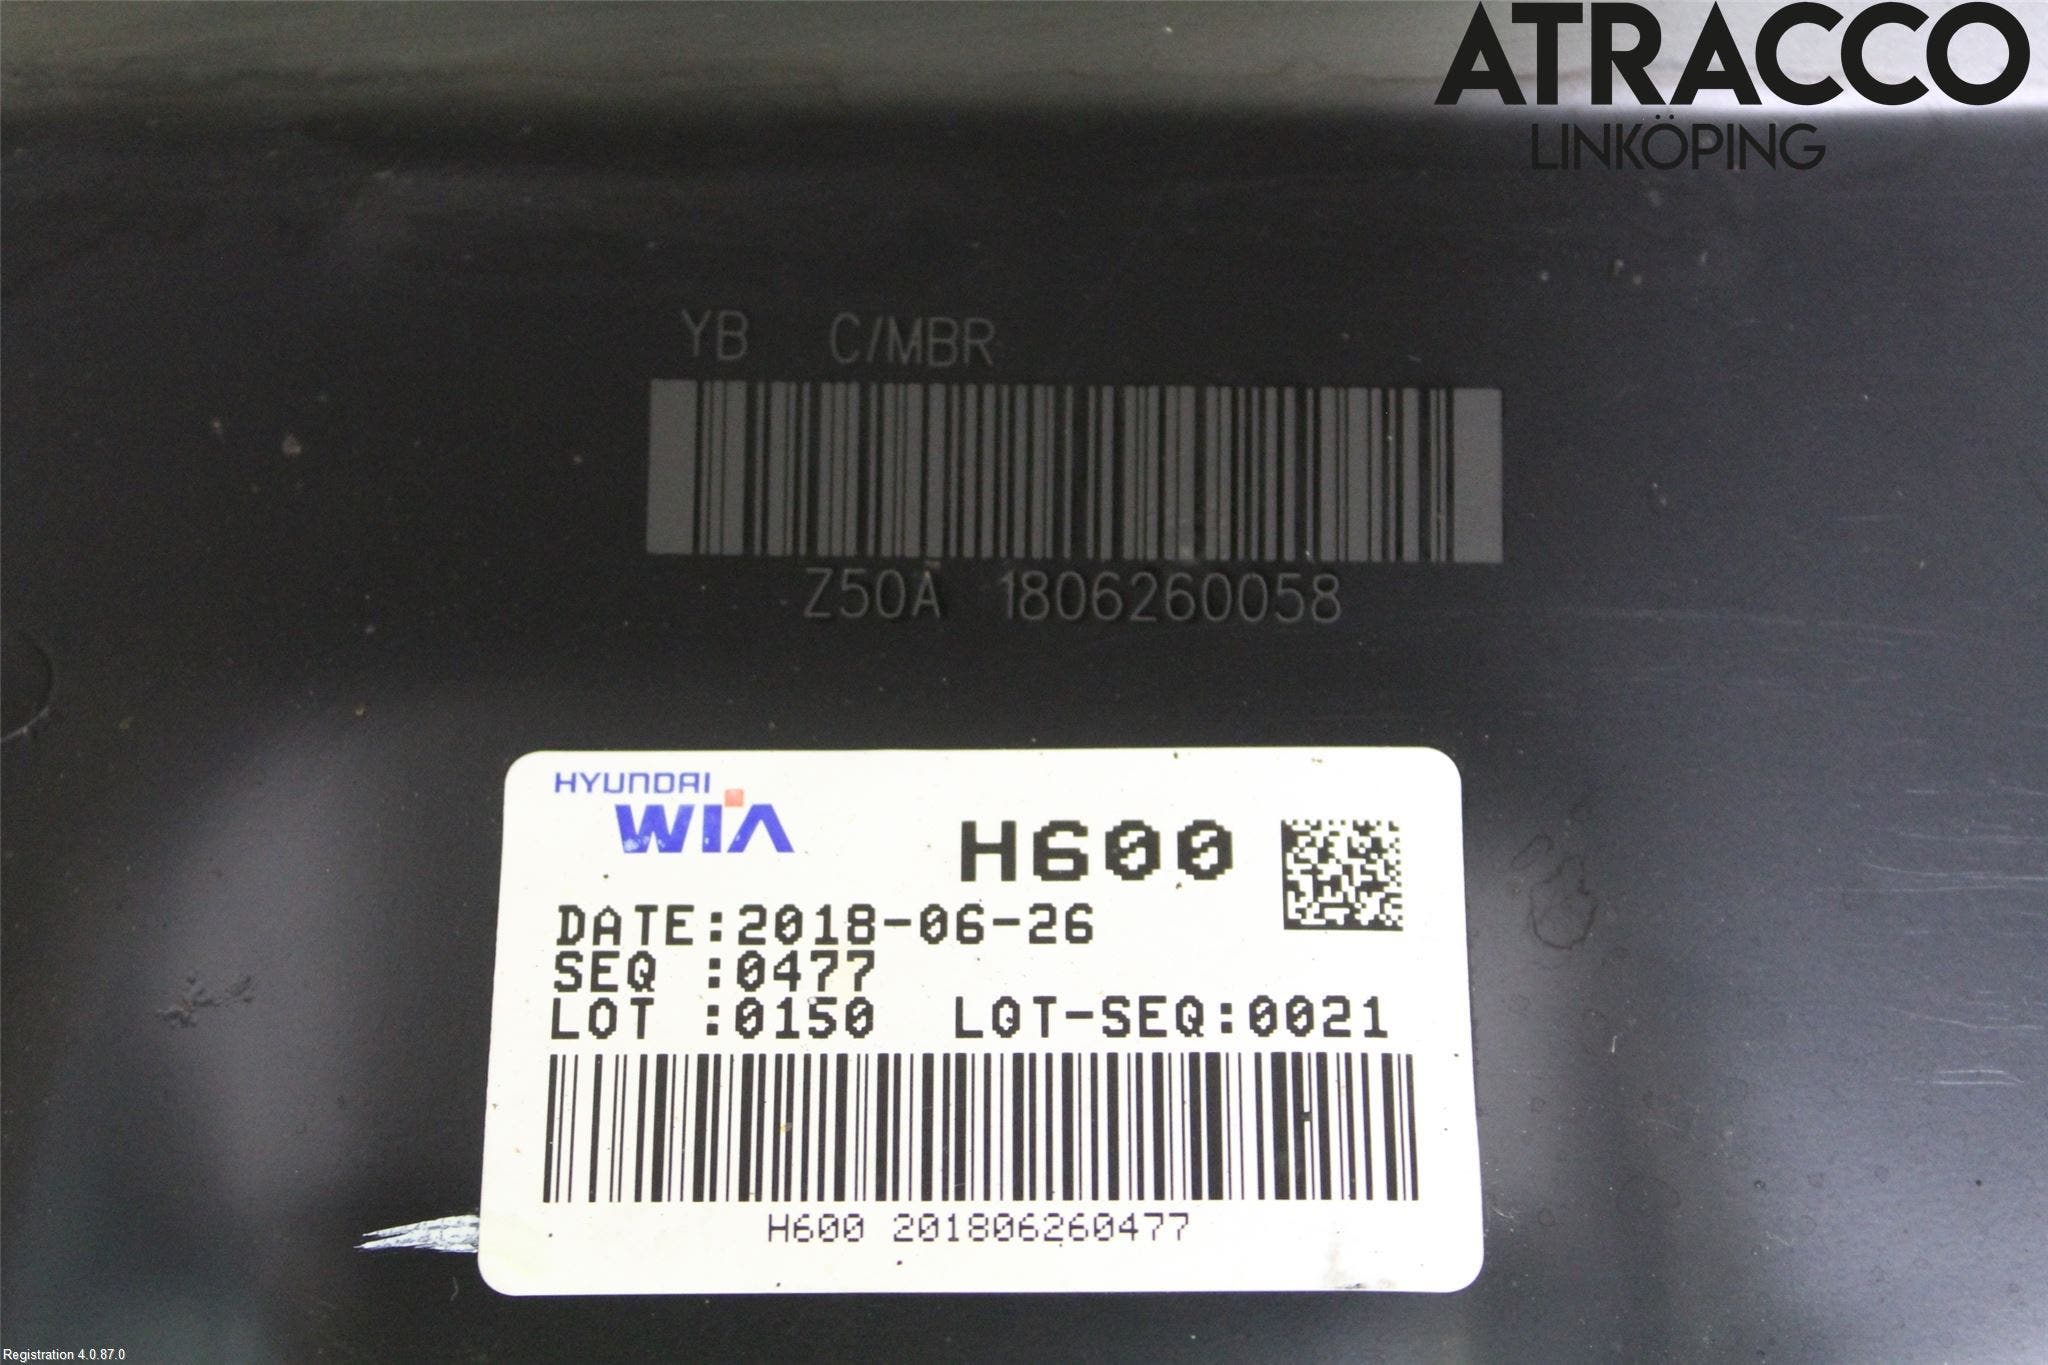 ATRACCO
LINKÖPING
YB C/MBR
Z50A 1806260058
HYUNDAI
WIA
H600
DATE:2018-06-26
SEQ :0477
LOT :0150 LOT-SEQ:0021
H600 201806260477
Registration 4.0.87.0